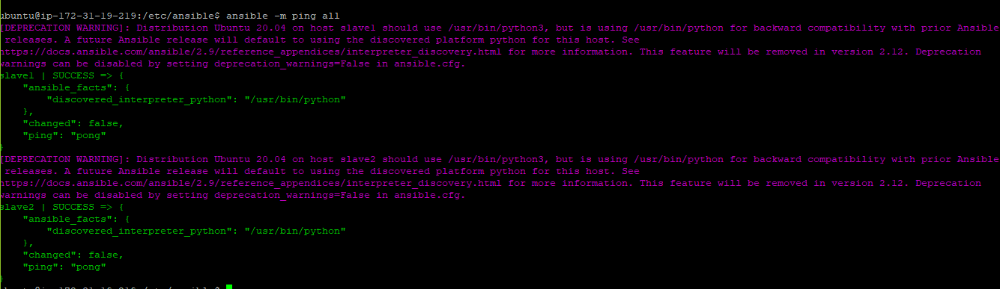 ubuntu@ip-172-31-19-219:/etc/ansible$ ansible -m ping all
[DEPRECATION WARNING]: Distribution Ubuntu 20.04 on host slave1 should use /usr/bin/python3, but is using /usr/bin/python for backward compatibility with prior Ansible
releases. A future Ansible release will default to using the discovered platform python for this host. See
https://docs.ansible.com/ansible/2.9/reference_appendices/interpreter_discovery.html for more information. This feature will be removed in version 2.12. Deprecation
warnings can be disabled by setting deprecation_warnings=False in ansible.cfg.
slave1 | SUCCESS => {
    "ansible_facts": {
        "discovered_interpreter_python": "/usr/bin/python"
    },
    "changed": false,
    "ping": "pong"
}
[DEPRECATION WARNING]: Distribution Ubuntu 20.04 on host slave2 should use /usr/bin/python3, but is using /usr/bin/python for backward compatibility with prior Ansible
releases. A future Ansible release will default to using the discovered platform python for this host. See
https://docs.ansible.com/ansible/2.9/reference_appendices/interpreter_discovery.html for more information. This feature will be removed in version 2.12. Deprecation
warnings can be disabled by setting deprecation_warnings=False in ansible.cfg.
slave2 | SUCCESS => {
    "ansible_facts": {
        "discovered_interpreter_python": "/usr/bin/python"
    },
    "changed": false,
    "ping": "pong"
}
ubuntu@ip-172-31-19-219:/etc/ansible$